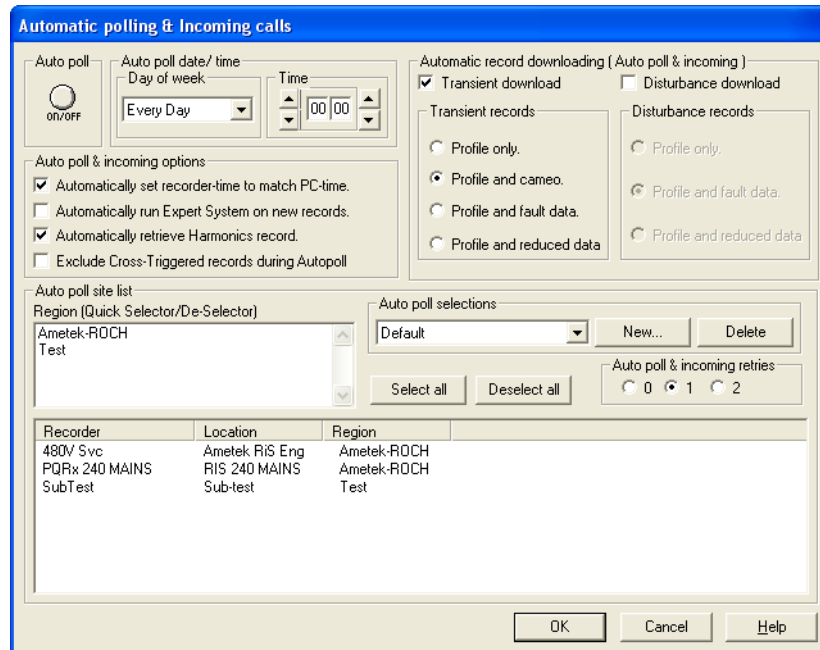 Automatic polling & Incoming calls
Auto poll
ON/OFF
Auto poll date/ time
Day of week
Every Day
Time
00 00
Automatic record downloading ( Auto poll & incoming )
Transient download
Disturbance download
Transient records
Profile only.
Profile and cameo.
Profile and fault data.
Profile and reduced data
Disturbance records
Profile only.
Profile and fault data.
Profile and reduced data
Auto poll & incoming options
Automatically set recorder-time to match PC-time.
Automatically run Expert System on new records.
Automatically retrieve Harmonics record.
Exclude Cross-Triggered records during Autopoll
Auto poll site list
Region (Quick Selector/De-Selector)
Ametek-ROCH
Test
Auto poll selections
Default
New...
Delete
Select all
Deselect all
Auto poll & incoming retries
0 1 2
Recorder Location Region
480V Svc Ametek RiS Eng Ametek-ROCH
PQRx 240 MAINS RIS 240 MAINS Ametek-ROCH
SubTest Sub-test Test
OK Cancel Help